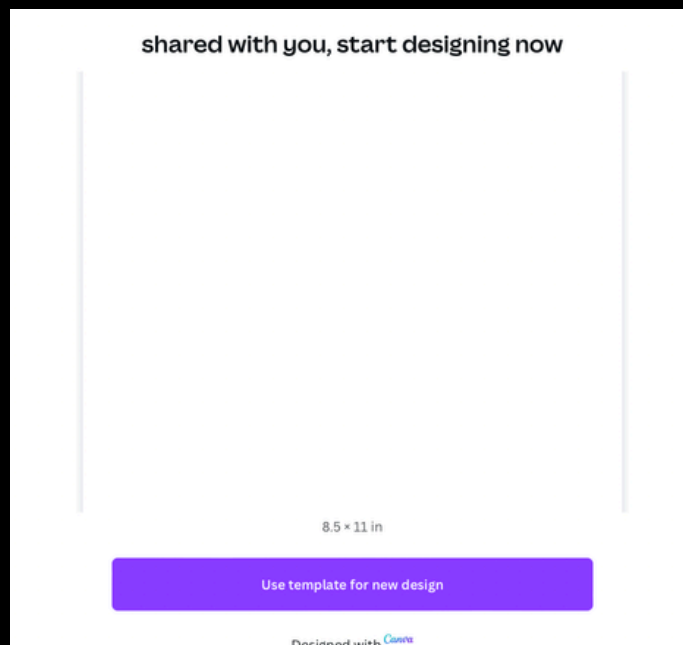 shared with you, start designing now
8.5 × 11 in
Use template for new design
Designed with Canva